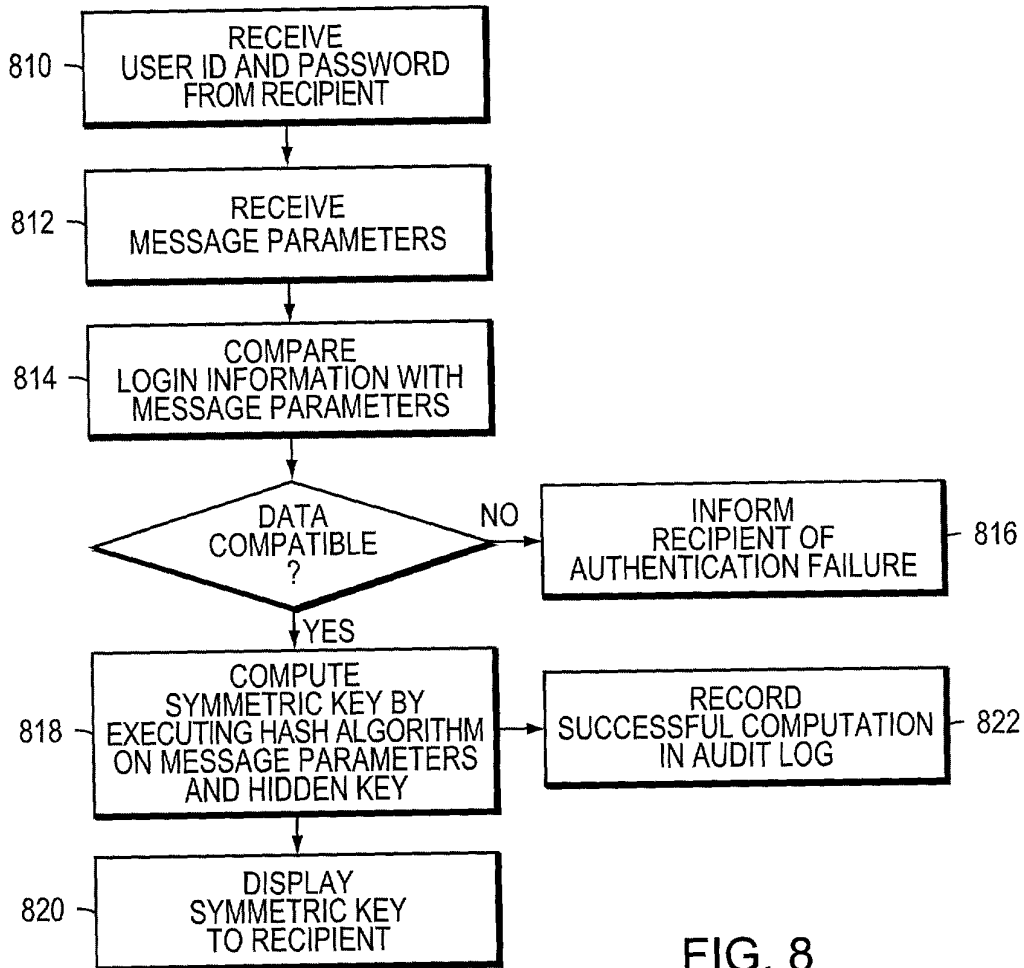 810
RECEIVE
USER ID AND PASSWORD
FROM RECIPIENT
812
RECEIVE
MESSAGE PARAMETERS
814
COMPARE
LOGIN INFORMATION WITH
MESSAGE PARAMETERS
DATA
COMPATIBLE
?
NO
INFORM
RECIPIENT OF
AUTHENTICATION FAILURE
816
YES
818
COMPUTE
SYMMETRIC KEY BY
EXECUTING HASH ALGORITHM
ON MESSAGE PARAMETERS
AND HIDDEN KEY
RECORD
SUCCESSFUL COMPUTATION
IN AUDIT LOG
822
820
DISPLAY
SYMMETRIC KEY
TO RECIPIENT
FIG. 8